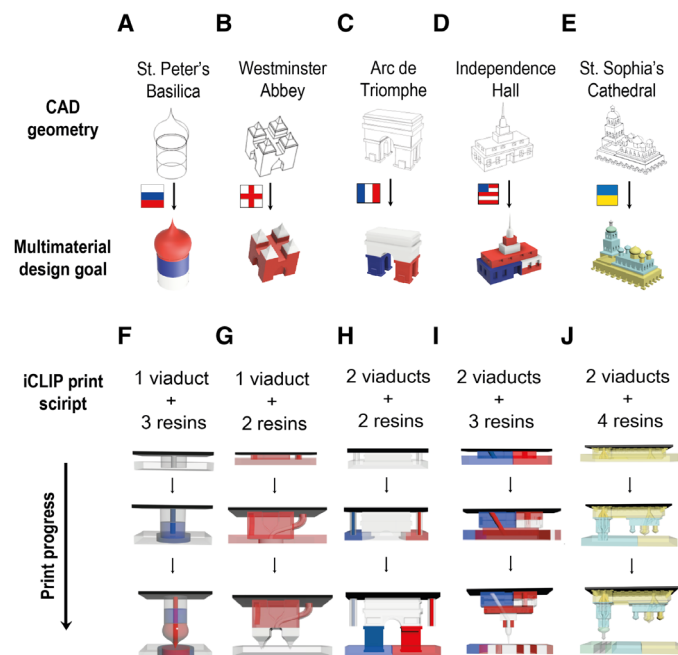 A
B
C
D
E
St. Peter's
Basilica
Westminster
Abbey
Arc de
Triomphe
Independence
Hall
St. Sophia's
Cathedral
CAD
geometry
Multimaterial
design goal
F
G
H
I
J
iCLIP print
sciript
1 viaduct
+
3 resins
1 viaduct
+
2 resins
2 viaducts
+
2 resins
2 viaducts
+
3 resins
2 viaducts
+
4 resins
Print progress